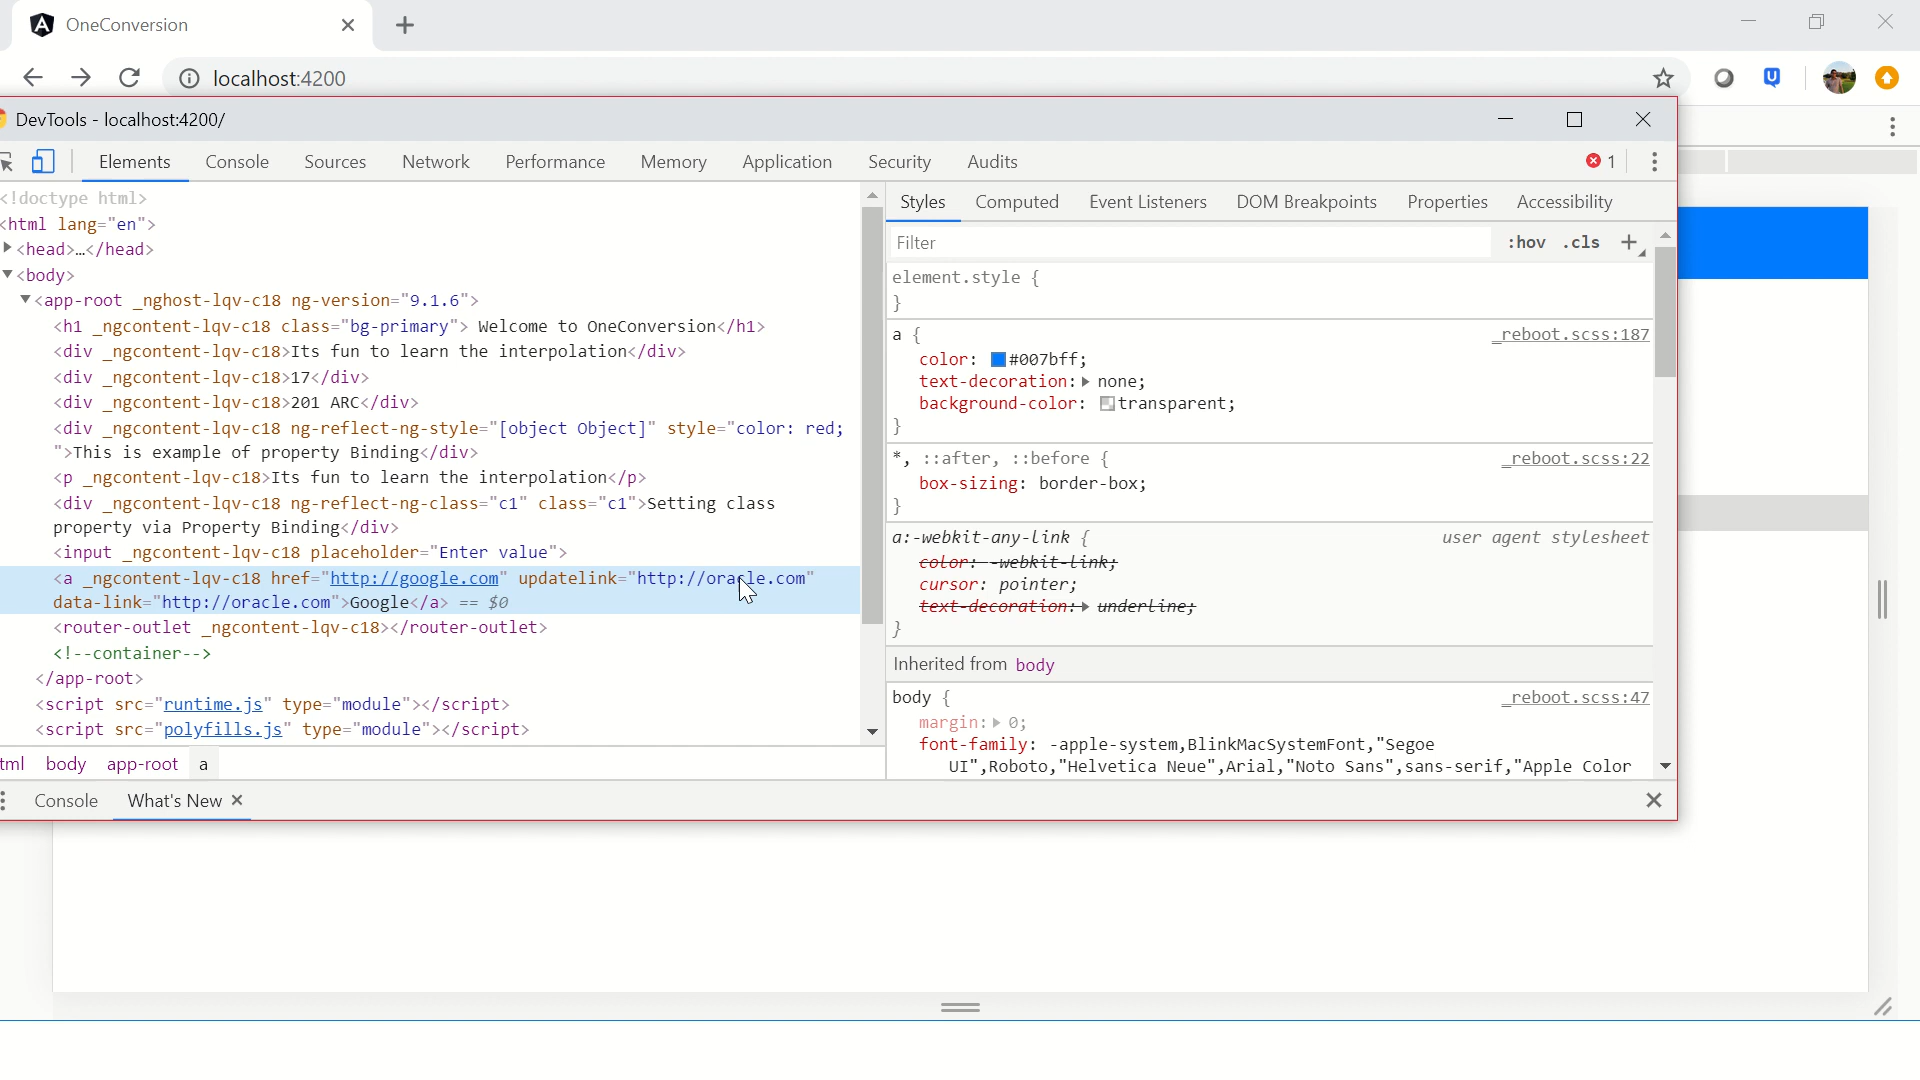 OneConversion
localhost:4200
DevTools - localhost:4200/
Elements Console Sources Network Performance Memory Application Security Audits 1
<!doctype html>
<html lang="en">
<head>…</head>
<body>
<app-root _nghost-lqv-c18 ng-version="9.1.6">
<h1 _ngcontent-lqv-c18 class="bg-primary"> Welcome to OneConversion</h1>
<div _ngcontent-lqv-c18>Its fun to learn the interpolation</div>
<div _ngcontent-lqv-c18>17</div>
<div _ngcontent-lqv-c18>201 ARC</div>
<div _ngcontent-lqv-c18 ng-reflect-ng-style="[object Object]" style="color: red;
">This is example of property Binding</div>
<p _ngcontent-lqv-c18>Its fun to learn the interpolation</p>
<div _ngcontent-lqv-c18 ng-reflect-ng-class="c1" class="c1">Setting class
property via Property Binding</div>
<input _ngcontent-lqv-c18 placeholder="Enter value">
<a _ngcontent-lqv-c18 href="http://google.com" updatelink="http://oracle.com"
data-link="http://oracle.com">Google</a> == $0
<router-outlet _ngcontent-lqv-c18></router-outlet>
<!--container-->
</app-root>
<script src="runtime.js" type="module"></script>
<script src="polyfills.js" type="module"></script>
tml body app-root a
Styles Computed Event Listeners DOM Breakpoints Properties Accessibility
Filter :hov .cls
element.style {
}
a { _reboot.scss:187
color: #007bff;
text-decoration: none;
background-color: transparent;
}
*, ::after, ::before { _reboot.scss:22
box-sizing: border-box;
}
a:-webkit-any-link { user agent stylesheet
color: -webkit-link;
cursor: pointer;
text-decoration: underline;
}
Inherited from body
body { _reboot.scss:47
margin: 0;
font-family: -apple-system,BlinkMacSystemFont,"Segoe
UI",Roboto,"Helvetica Neue",Arial,"Noto Sans",sans-serif,"Apple Color
Console What's New